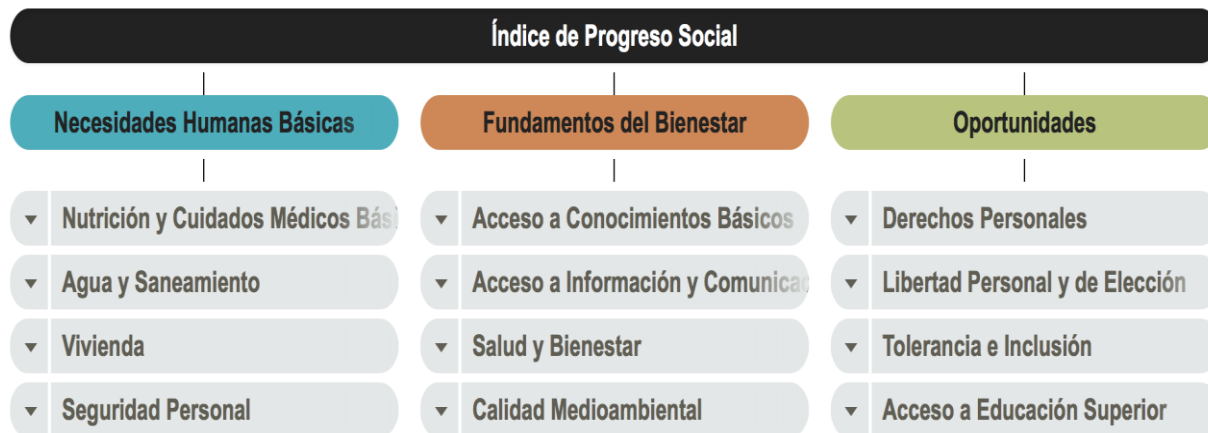 Índice de Progreso Social
Necesidades Humanas Básicas
Fundamentos del Bienestar
Oportunidades
Nutrición y Cuidados Médicos
Acceso a Conocimientos Básicos
Derechos Personales
Agua y Saneamiento
Acceso a Información y
Libertad Personal y de Elección
Vivienda
Salud y Bienestar
Tolerancia e Inclusión
Seguridad Personal
Calidad Medioambiental
Acceso a Educación Superior